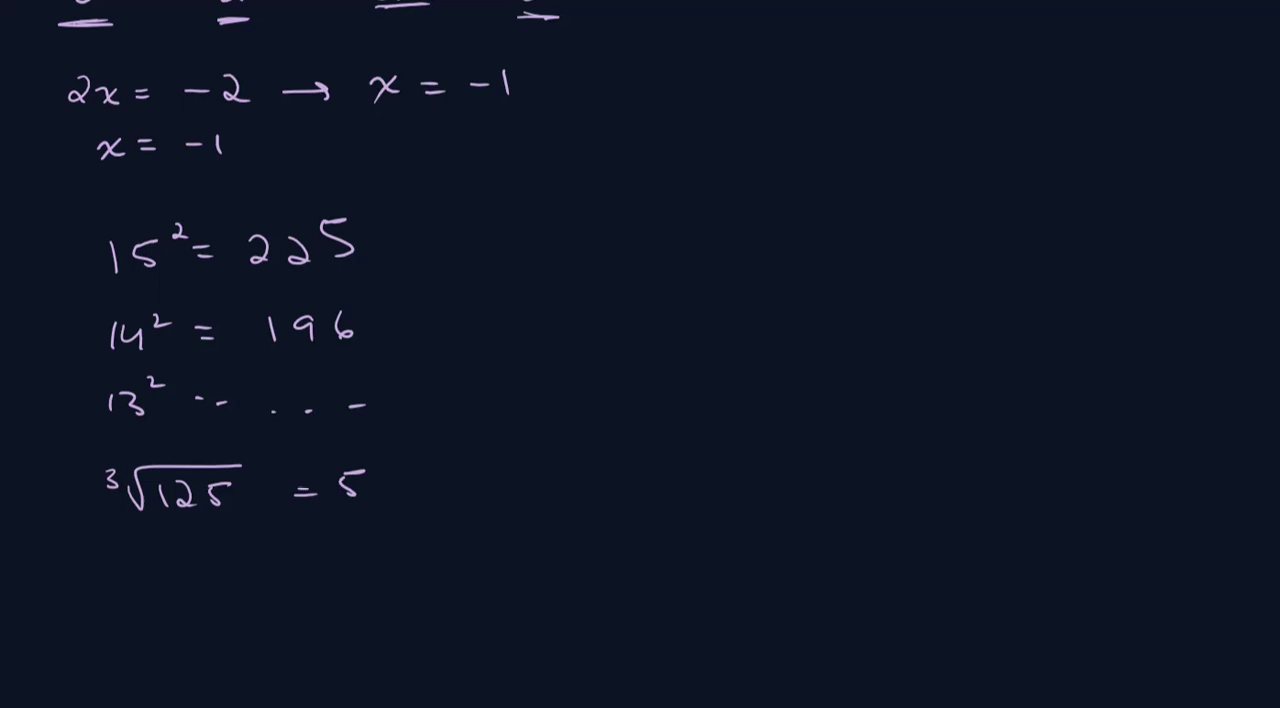 2x = -2 → x = -1
x = -1
15² = 225
14² = 196
13² -- . . -
³√125 = 5